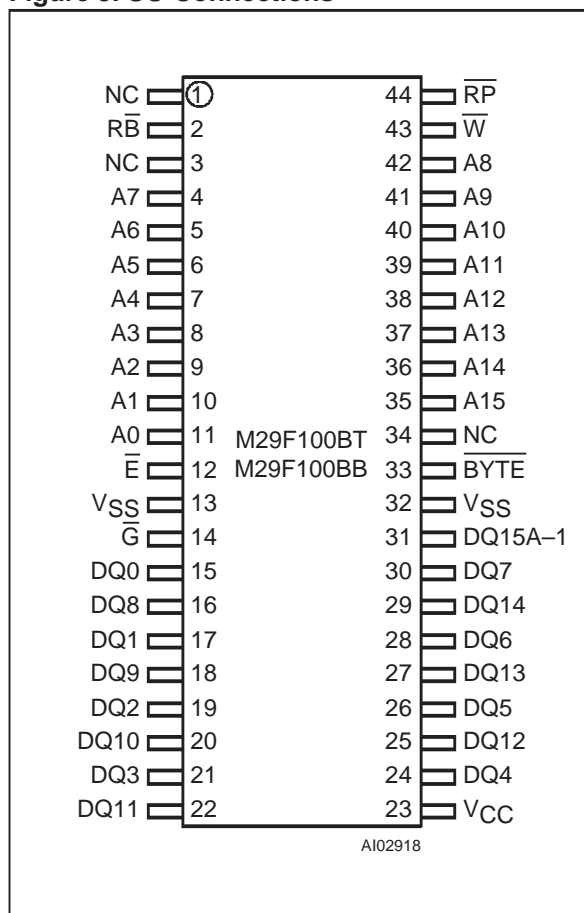 Figure SO Connections
NC 1 44 RP
RB 2 43 W
NC 3 42 A8
A7 4 41 A9
A6 5 40 A10
A5 6 39 A11
A4 7 38 A12
A3 8 37 A13
A2 9 36 A14
A1 10 35 A15
A0 11 M29F100BT 34 NC
E 12 M29F100BB 33 BYTE
VSS 13 32 VSS
G 14 31 DQ15A–1
DQ0 15 30 DQ7
DQ8 16 29 DQ14
DQ1 17 28 DQ6
DQ9 18 27 DQ13
DQ2 19 26 DQ5
DQ10 20 25 DQ12
DQ3 21 24 DQ4
DQ11 22 23 VCC
AI02918